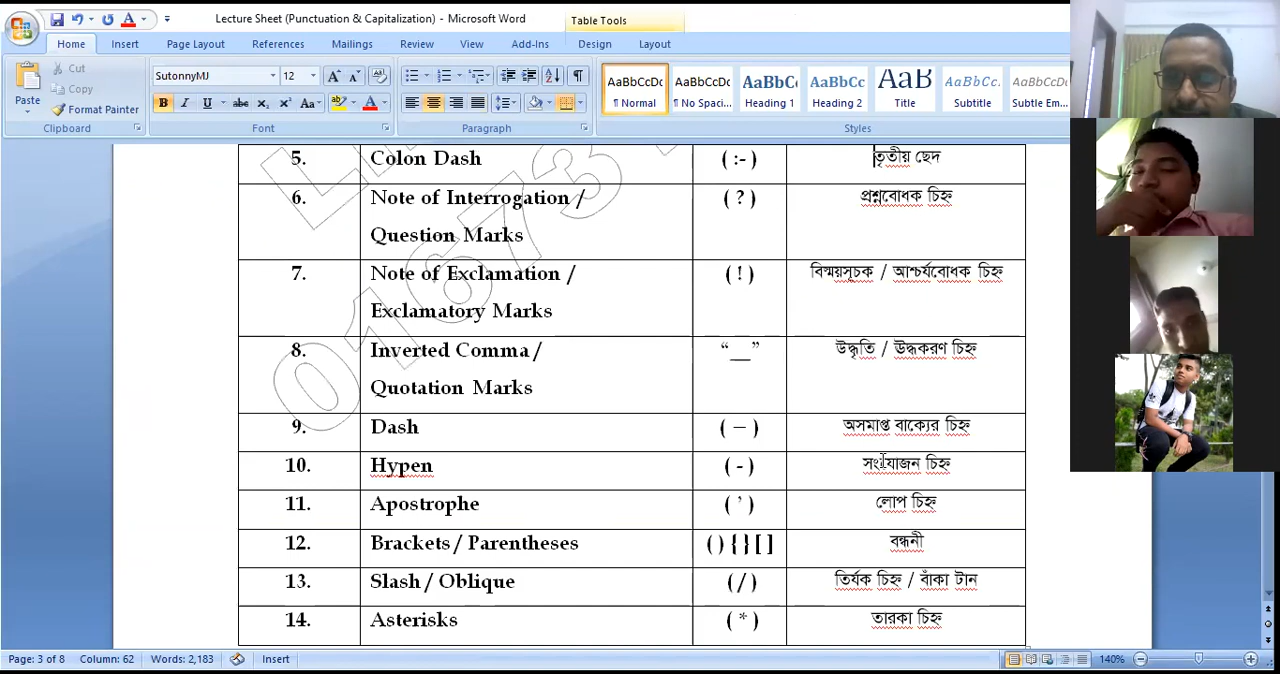 Lecture Sheet (Punctuation & Capitalization) - Microsoft Word
Table Tools
Home Insert Page Layout References Mailings Review View Add-Ins Design Layout
Paste
Cut
Copy
Format Painter
SutonnyMJ 12
AaBbCcDc AaBbCcDc AaBbC AaBbCc AaB AaBbCc. AaBbCcDc
¶ Normal ¶ No Spaci... Heading 1 Heading 2 Title Subtitle Subtle Em...
Clipboard Font Paragraph Styles
5. Colon Dash ( :- ) তৃতীয় ছেদ
6. Note of Interrogation / ( ? ) প্রশ্নবোধক চিহ্ন
Question Marks
7. Note of Exclamation / ( ! ) বিষ্ময়সূচক / আশ্চর্যবোধক চিহ্ন
Exclamatory Marks
8. Inverted Comma / “__” উদ্ধৃতি / উদ্ধকরণ চিহ্ন
Quotation Marks
9. Dash ( – ) অসমাপ্ত বাক্যের চিহ্ন
10. Hypen ( - ) সংযোজন চিহ্ন
11. Apostrophe ( ’ ) লোপ চিহ্ন
12. Brackets / Parentheses ( ) { } [ ] বন্ধনী
13. Slash / Oblique ( / ) তির্যক চিহ্ন / বাঁকা টান
14. Asterisks ( * ) তারকা চিহ্ন
Page: 3 of 8 Column: 62 Words: 2,183 Insert 140%